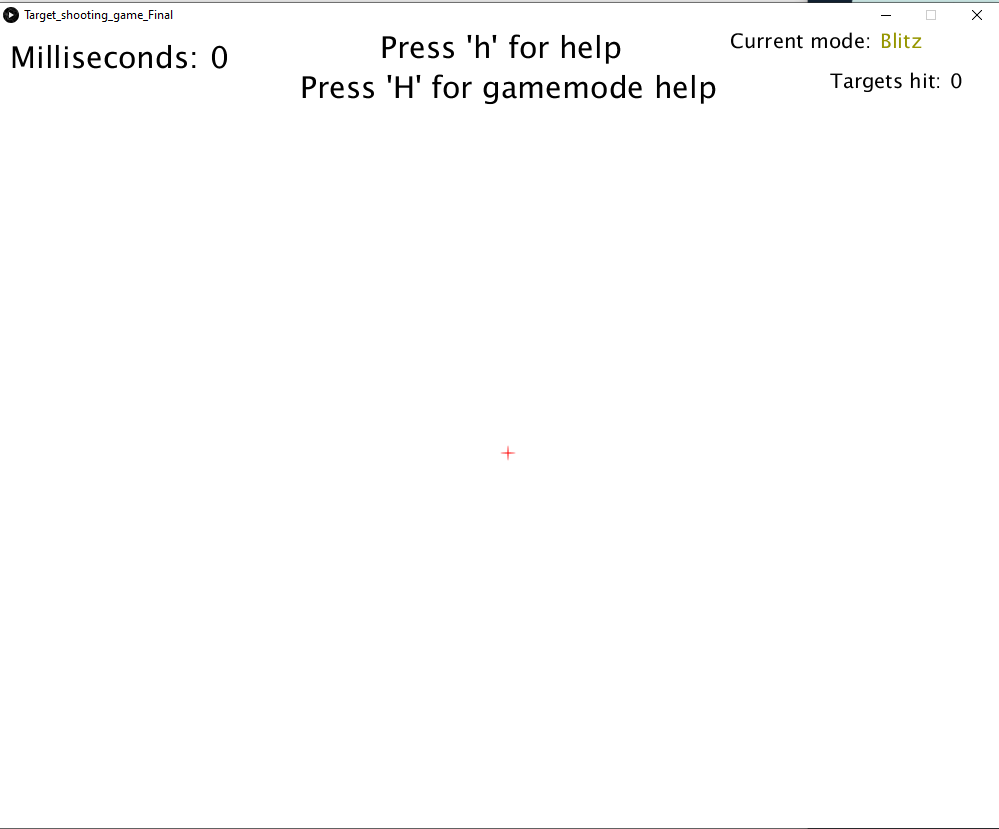 Target_shooting_game_Final
Milliseconds: 0
Press 'h' for help
Press 'H' for gamemode help
Current mode: Blitz
Targets hit: 0